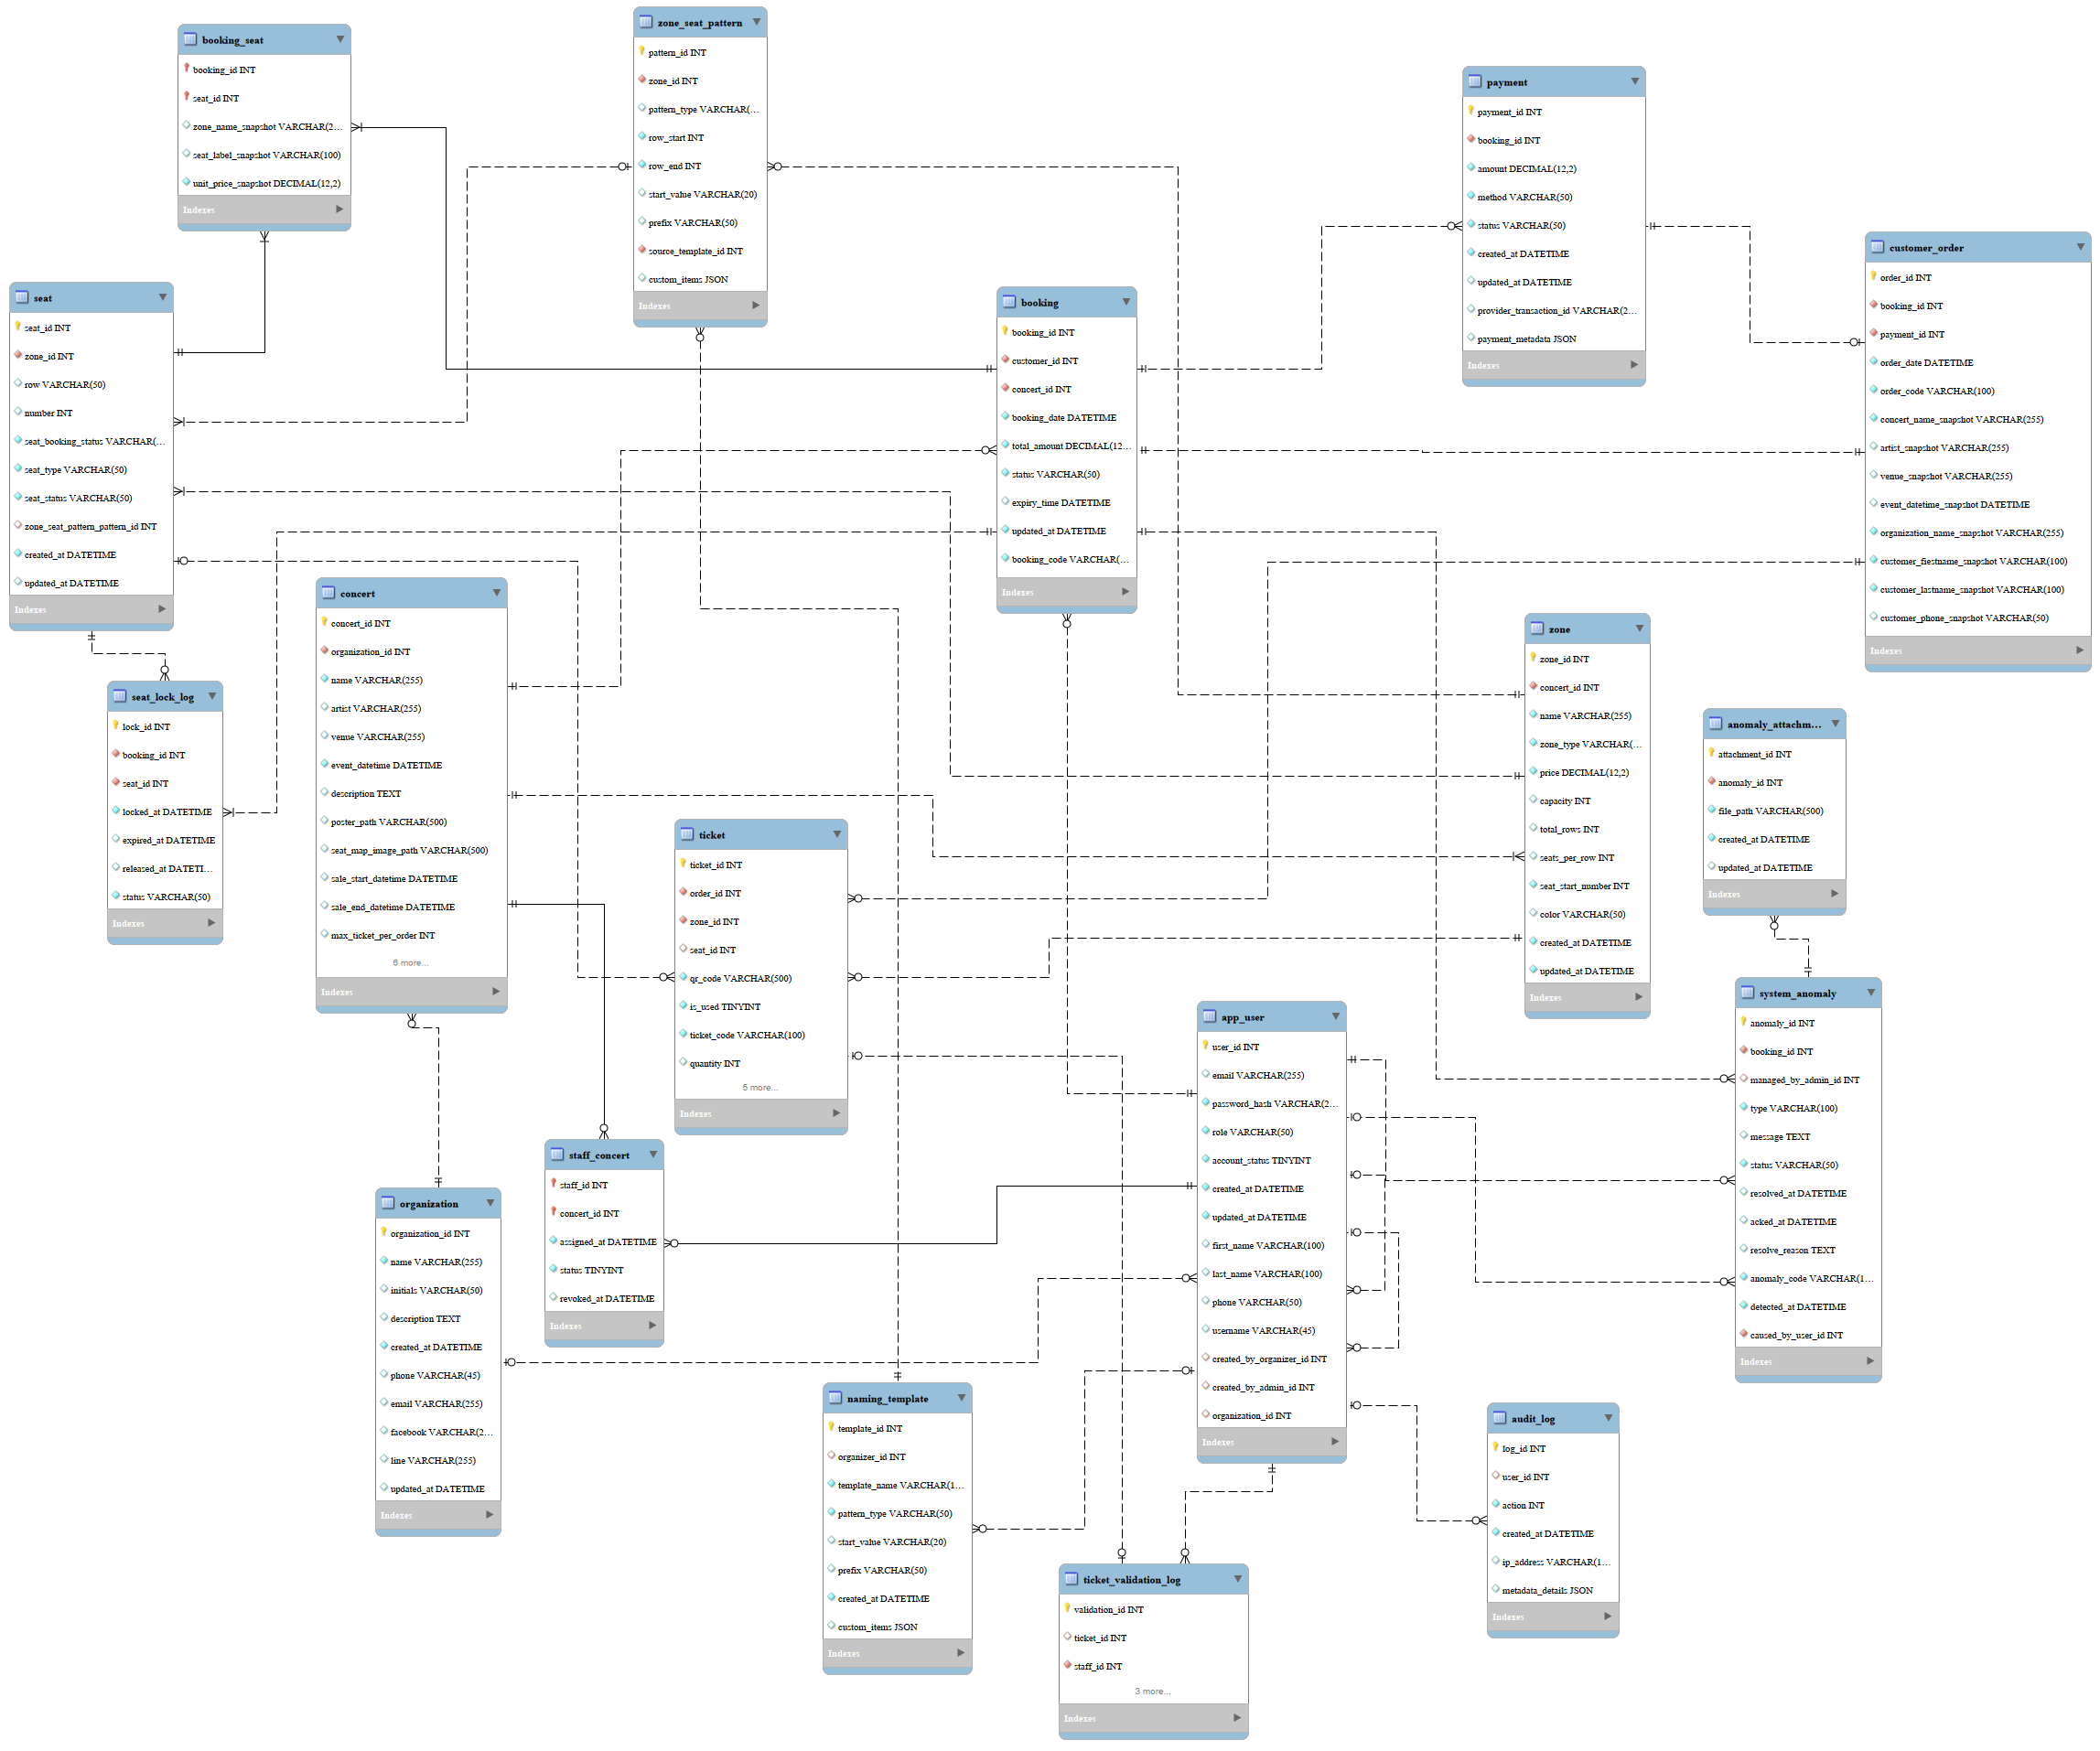 booking_seat
booking_id INT
seat_id INT
zone_name_snapshot VARCHAR(2...
seat_label_snapshot VARCHAR(100)
unit_price_snapshot DECIMAL(12,2)
Indexes
zone_seat_pattern
pattern_id INT
zone_id INT
pattern_type VARCHAR(...
row_start INT
row_end INT
start_value VARCHAR(20)
prefix VARCHAR(50)
source_template_id INT
custom_items JSON
Indexes
payment
payment_id INT
booking_id INT
amount DECIMAL(12,2)
method VARCHAR(50)
status VARCHAR(50)
created_at DATETIME
updated_at DATETIME
provider_transaction_id VARCHAR(2...
payment_metadata JSON
Indexes
customer_order
order_id INT
booking_id INT
payment_id INT
order_date DATETIME
order_code VARCHAR(100)
concert_name_snapshot VARCHAR(255)
artist_snapshot VARCHAR(255)
venue_snapshot VARCHAR(255)
event_datetime_snapshot DATETIME
organization_name_snapshot VARCHAR(255)
customer_fiestname_snapshot VARCHAR(100)
customer_lastname_snapshot VARCHAR(100)
customer_phone_snapshot VARCHAR(50)
Indexes
seat
seat_id INT
zone_id INT
row VARCHAR(50)
number INT
seat_booking_status VARCHAR(...
seat_type VARCHAR(50)
seat_status VARCHAR(50)
zone_seat_pattern_pattern_id INT
created_at DATETIME
updated_at DATETIME
Indexes
booking
booking_id INT
customer_id INT
concert_id INT
booking_date DATETIME
total_amount DECIMAL(12...
status VARCHAR(50)
expiry_time DATETIME
updated_at DATETIME
booking_code VARCHAR(...
Indexes
concert
concert_id INT
organization_id INT
name VARCHAR(255)
artist VARCHAR(255)
venue VARCHAR(255)
event_datetime DATETIME
description TEXT
poster_path VARCHAR(500)
seat_map_image_path VARCHAR(500)
sale_start_datetime DATETIME
sale_end_datetime DATETIME
max_ticket_per_order INT
6 more...
Indexes
zone
zone_id INT
concert_id INT
name VARCHAR(255)
zone_type VARCHAR(...
price DECIMAL(12,2)
capacity INT
total_rows INT
seats_per_row INT
seat_start_number INT
color VARCHAR(50)
created_at DATETIME
updated_at DATETIME
Indexes
seat_lock_log
lock_id INT
booking_id INT
seat_id INT
locked_at DATETIME
expired_at DATETIME
released_at DATETI...
status VARCHAR(50)
Indexes
anomaly_attachm...
attachment_id INT
anomaly_id INT
file_path VARCHAR(500)
created_at DATETIME
updated_at DATETIME
Indexes
ticket
ticket_id INT
order_id INT
zone_id INT
seat_id INT
qr_code VARCHAR(500)
is_used TINYINT
ticket_code VARCHAR(100)
quantity INT
5 more...
Indexes
system_anomaly
anomaly_id INT
booking_id INT
managed_by_admin_id INT
type VARCHAR(100)
message TEXT
status VARCHAR(50)
resolved_at DATETIME
acked_at DATETIME
resolve_reason TEXT
anomaly_code VARCHAR(1...
detected_at DATETIME
caused_by_user_id INT
Indexes
app_user
user_id INT
email VARCHAR(255)
password_hash VARCHAR(2...
role VARCHAR(50)
account_status TINYINT
created_at DATETIME
updated_at DATETIME
first_name VARCHAR(100)
last_name VARCHAR(100)
phone VARCHAR(50)
username VARCHAR(45)
created_by_organizer_id INT
created_by_admin_id INT
organization_id INT
Indexes
staff_concert
staff_id INT
concert_id INT
assigned_at DATETIME
status TINYINT
revoked_at DATETIME
Indexes
organization
organization_id INT
name VARCHAR(255)
initials VARCHAR(50)
description TEXT
created_at DATETIME
phone VARCHAR(45)
email VARCHAR(255)
facebook VARCHAR(2...
line VARCHAR(255)
updated_at DATETIME
Indexes
naming_template
template_id INT
organizer_id INT
template_name VARCHAR(1...
pattern_type VARCHAR(50)
start_value VARCHAR(20)
prefix VARCHAR(50)
created_at DATETIME
custom_items JSON
Indexes
audit_log
log_id INT
user_id INT
action INT
created_at DATETIME
ip_address VARCHAR(1...
metadata_details JSON
Indexes
ticket_validation_log
validation_id INT
ticket_id INT
staff_id INT
3 more...
Indexes